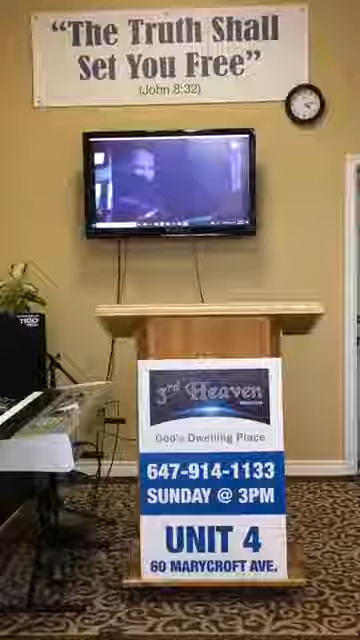 "The Truth Shall
Set You Free"
(John 8:32)
3rd Heaven
God's Dwelling Place
647-914-1133
SUNDAY @ 3PM
UNIT 4
60 MARYCROFT AVE.